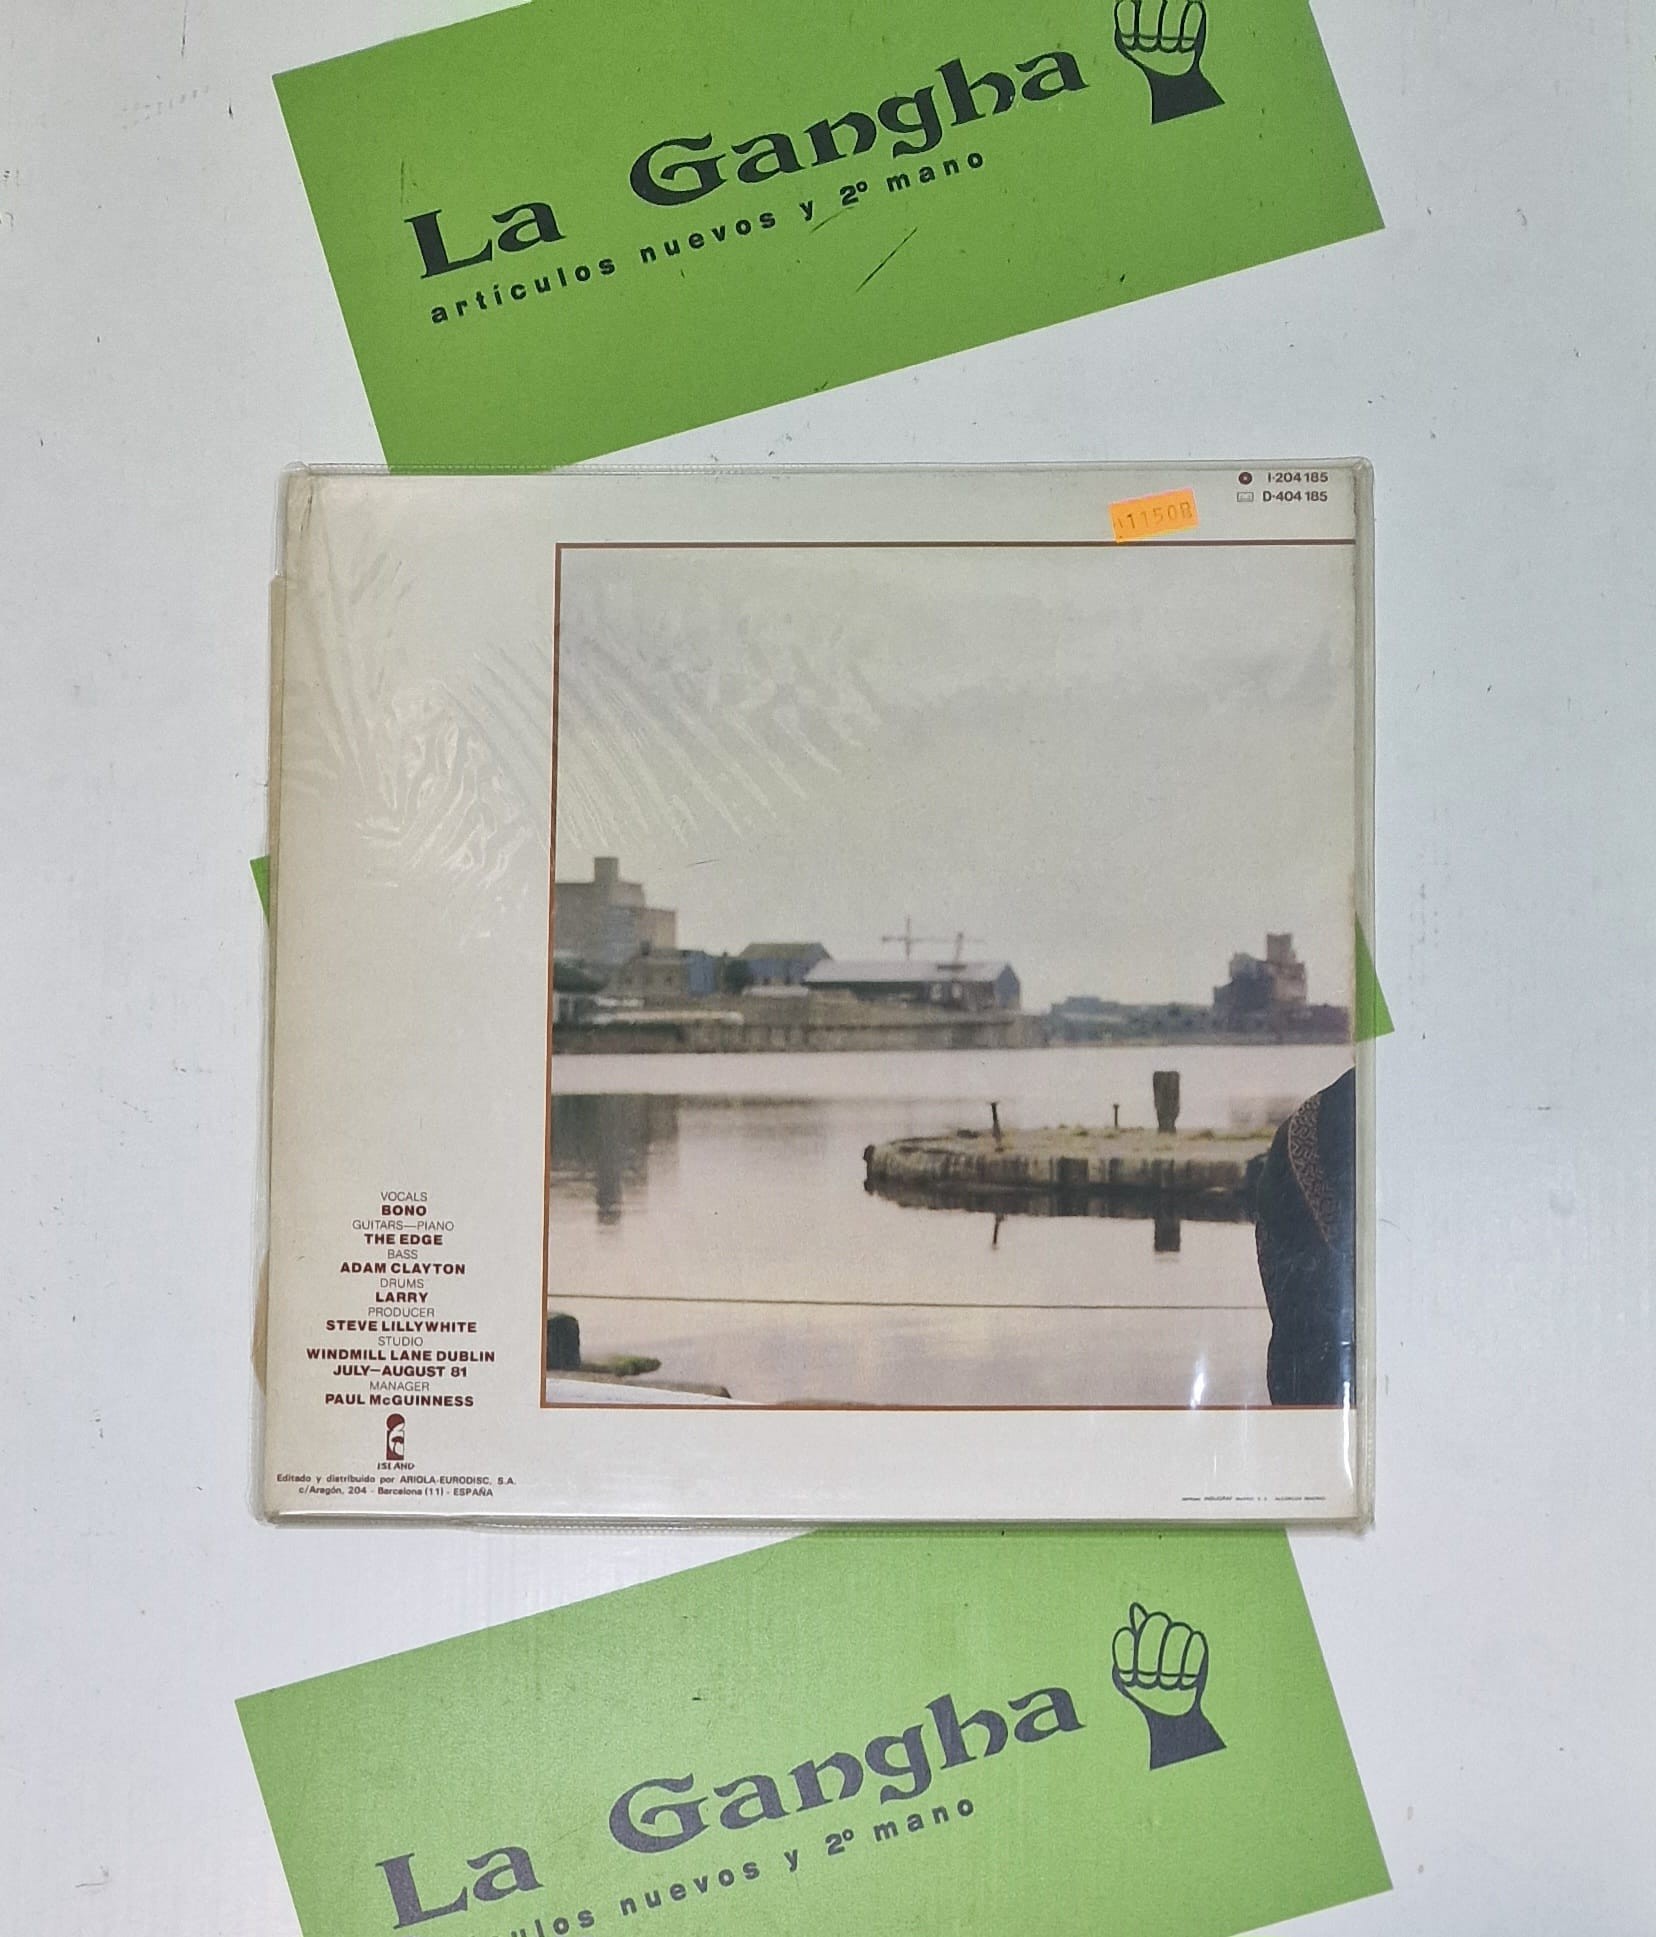 La Gangha
artículos nuevos y 2º mano
I-204185
D-404185
1150B
VOCALS
BONO
GUITARS—PIANO
THE EDGE
BASS
ADAM CLAYTON
DRUMS
LARRY
PRODUCER
STEVE LILLYWHITE
STUDIO
WINDMILL LANE DUBLIN
JULY—AUGUST 81
MANAGER
PAUL McGUINNESS
ISLAND
Editado y distribuido por ARIOLA-EURODISC, S.A.
c/Aragón, 204 - Barcelona (11) - ESPAÑA
La Gangha
ulos nuevos y 2º mano